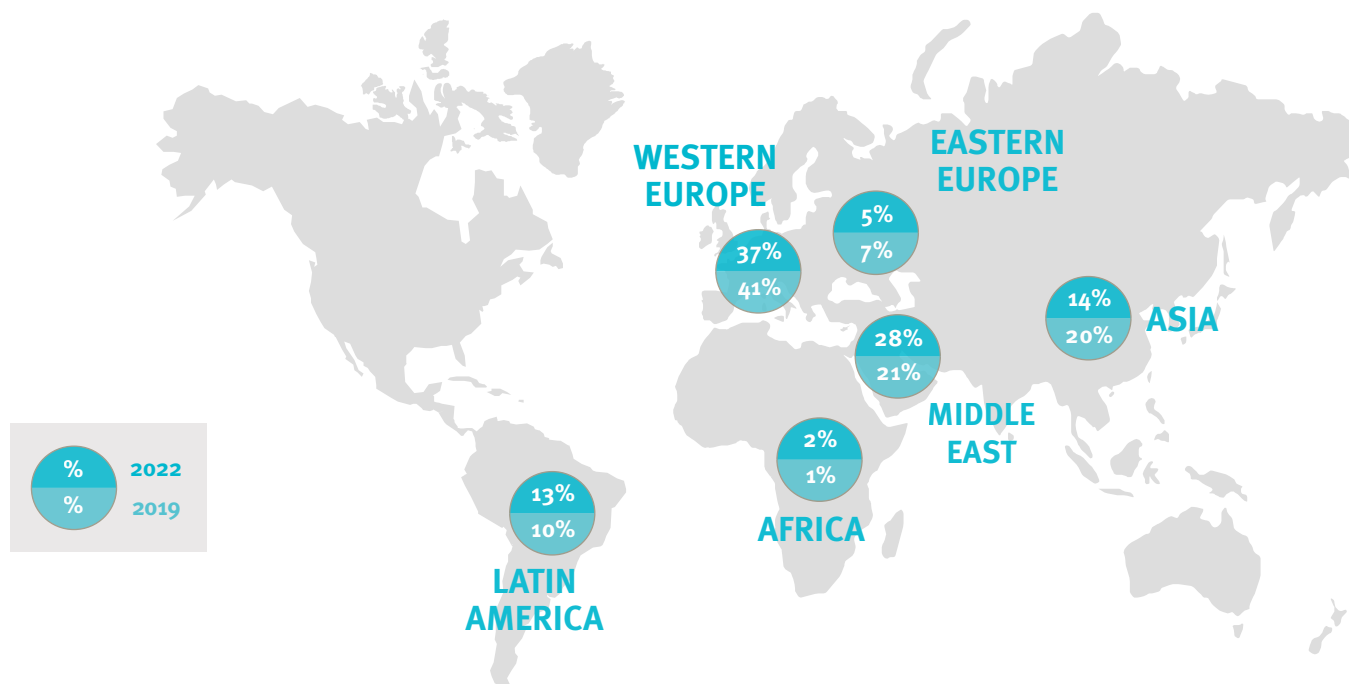 WESTERN
EUROPE
37%
41%
EASTERN
EUROPE
5%
7%
14%
20%
ASIA
28%
21%
MIDDLE
EAST
2%
1%
AFRICA
13%
10%
LATIN
AMERICA
% 2022
% 2019